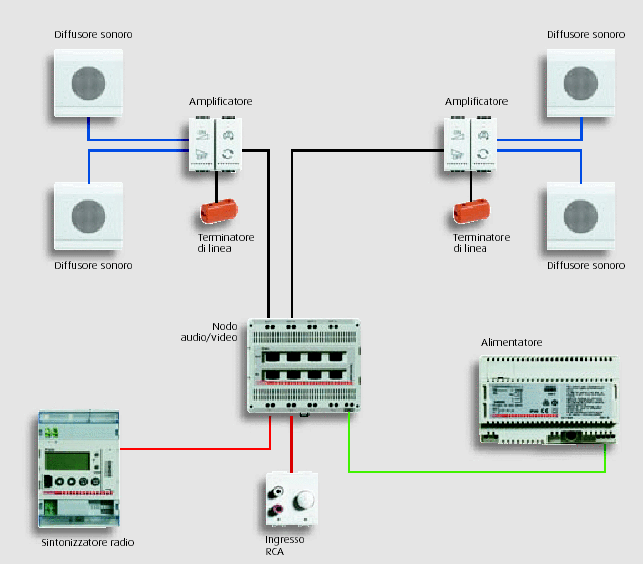 Diffusore sonoro
Diffusore sonoro
Amplificatore
Amplificatore
Terminatore
di linea
Terminatore
di linea
Diffusore sonoro
Diffusore sonoro
Nodo
audio/video
Alimentatore
Sintonizzatore radio
Ingresso
RCA